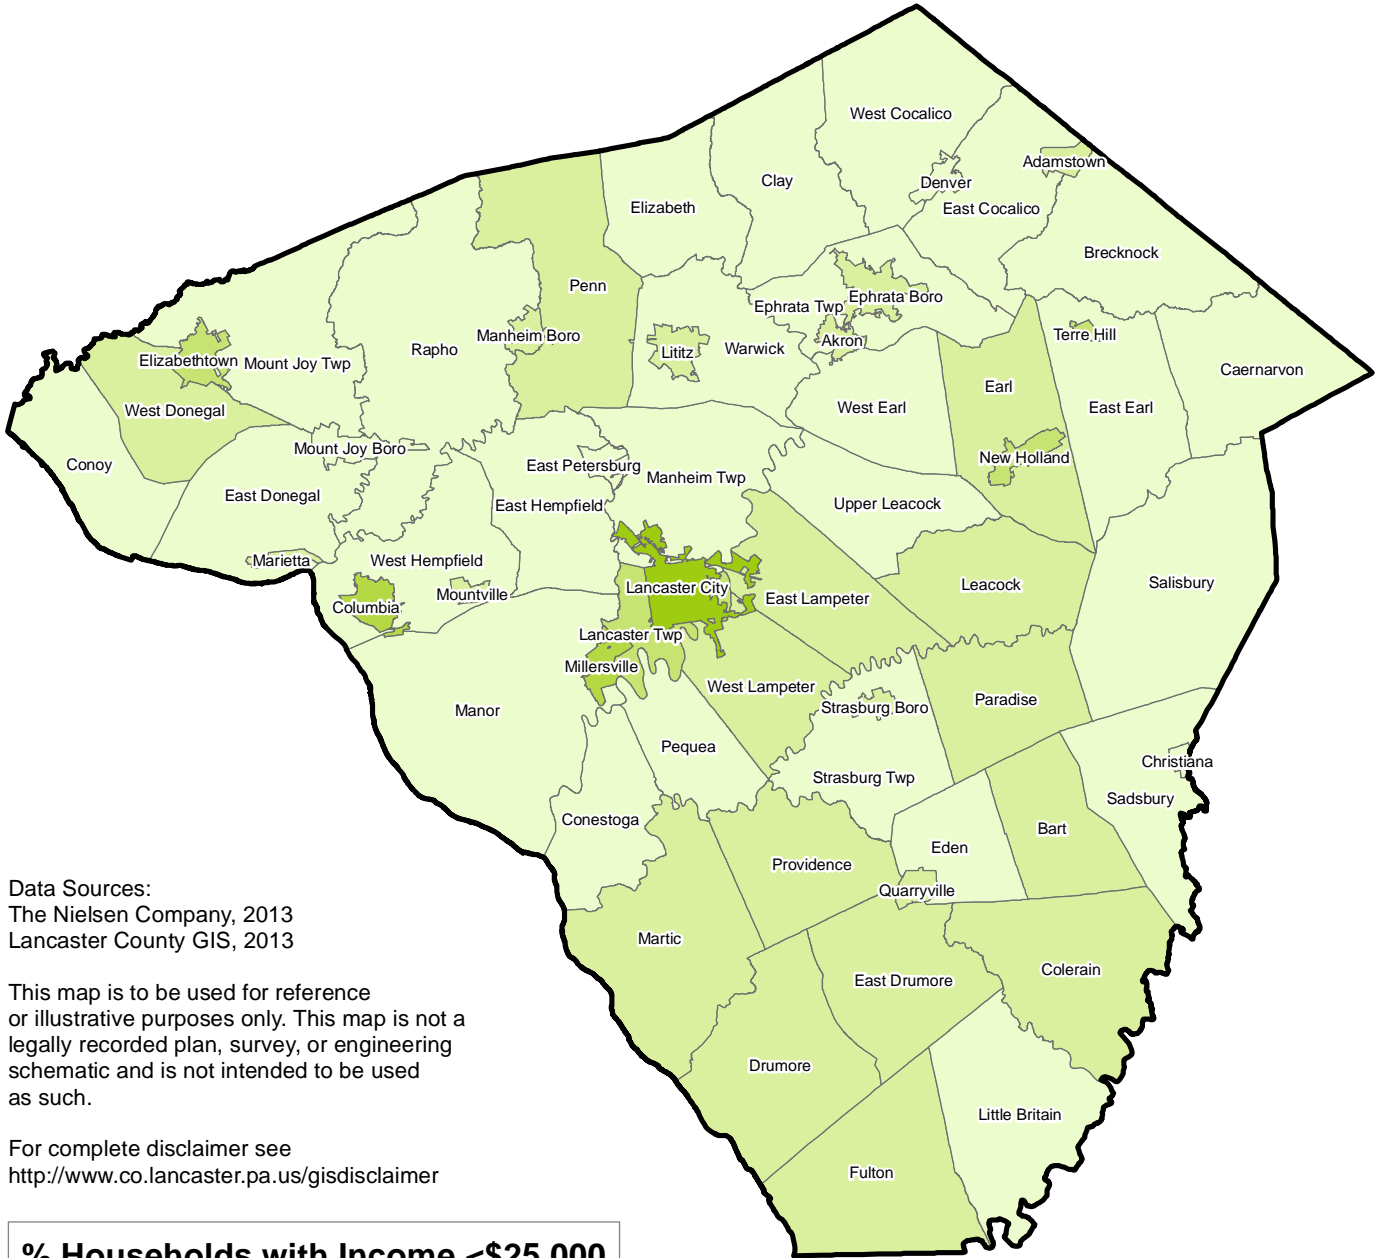 West Cocalico
Adamstown
Clay
Denver
Elizabeth
East Cocalico
Brecknock
Penn
Ephrata Twp
Ephrata Boro
Manheim Boro
Terre Hill
Akron
Rapho
Lititz
Warwick
Elizabethtown
Mount Joy Twp
Caernarvon
Earl
West Donegal
West Earl
East Earl
Mount Joy Boro
New Holland
Conoy
East Petersburg
Manheim Twp
East Donegal
East Hempfield
Upper Leacock
Marietta
West Hempfield
Salisbury
Lancaster City
Leacock
Mountville
East Lampeter
Columbia
Lancaster Twp
Millersville
West Lampeter
Paradise
Manor
Strasburg Boro
Pequea
Christiana
Strasburg Twp
Sadsbury
Conestoga
Bart
Eden
Providence
Quarryville
Martic
Colerain
East Drumore
Drumore
Little Britain
Fulton
Data Sources:
The Nielsen Company, 2013
Lancaster County GIS, 2013
This map is to be used for reference
or illustrative purposes only. This map is not a
legally recorded plan, survey, or engineering
schematic and is not intended to be used
as such.
For complete disclaimer see
http://www.co.lancaster.pa.us/gisdisclaimer
% Households with Income <$25,000